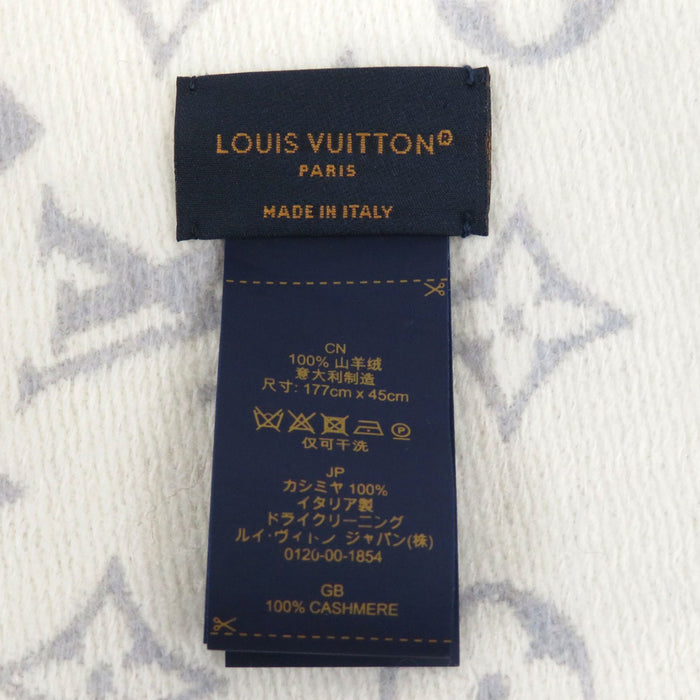 LOUIS VUITTON®
PARIS
MADE IN ITALY
CN
100% 山羊绒
意大利制造
尺寸: 177cm x 45cm
仅可干洗
JP
カシミヤ 100%
イタリア製
ドライクリーニング
ルイ·ヴィトン ジャパン(株)
0120-00-1854
GB
100% CASHMERE